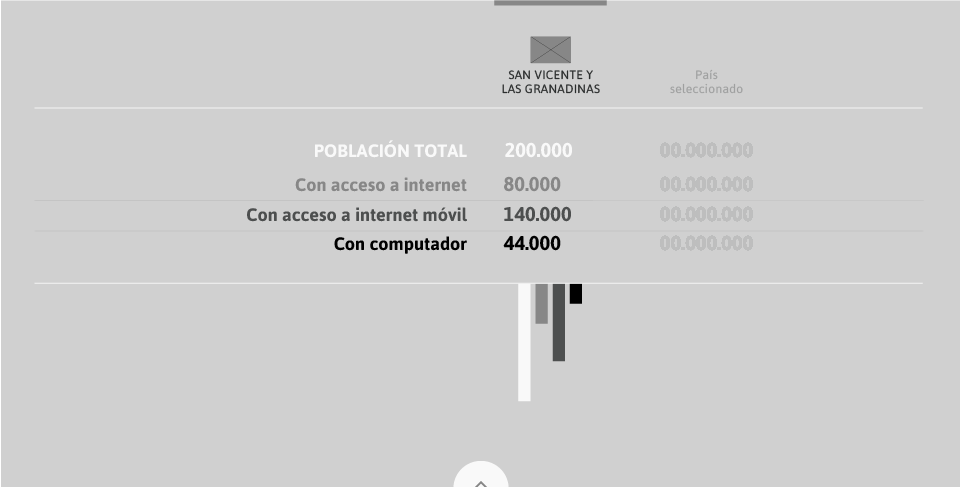 SAN VICENTE Y
LAS GRANADINAS
País
seleccionado
POBLACIÓN TOTAL 200.000 00.000.000
Con acceso a internet 80.000 00.000.000
Con acceso a internet móvil 140.000 00.000.000
Con computador 44.000 00.000.000